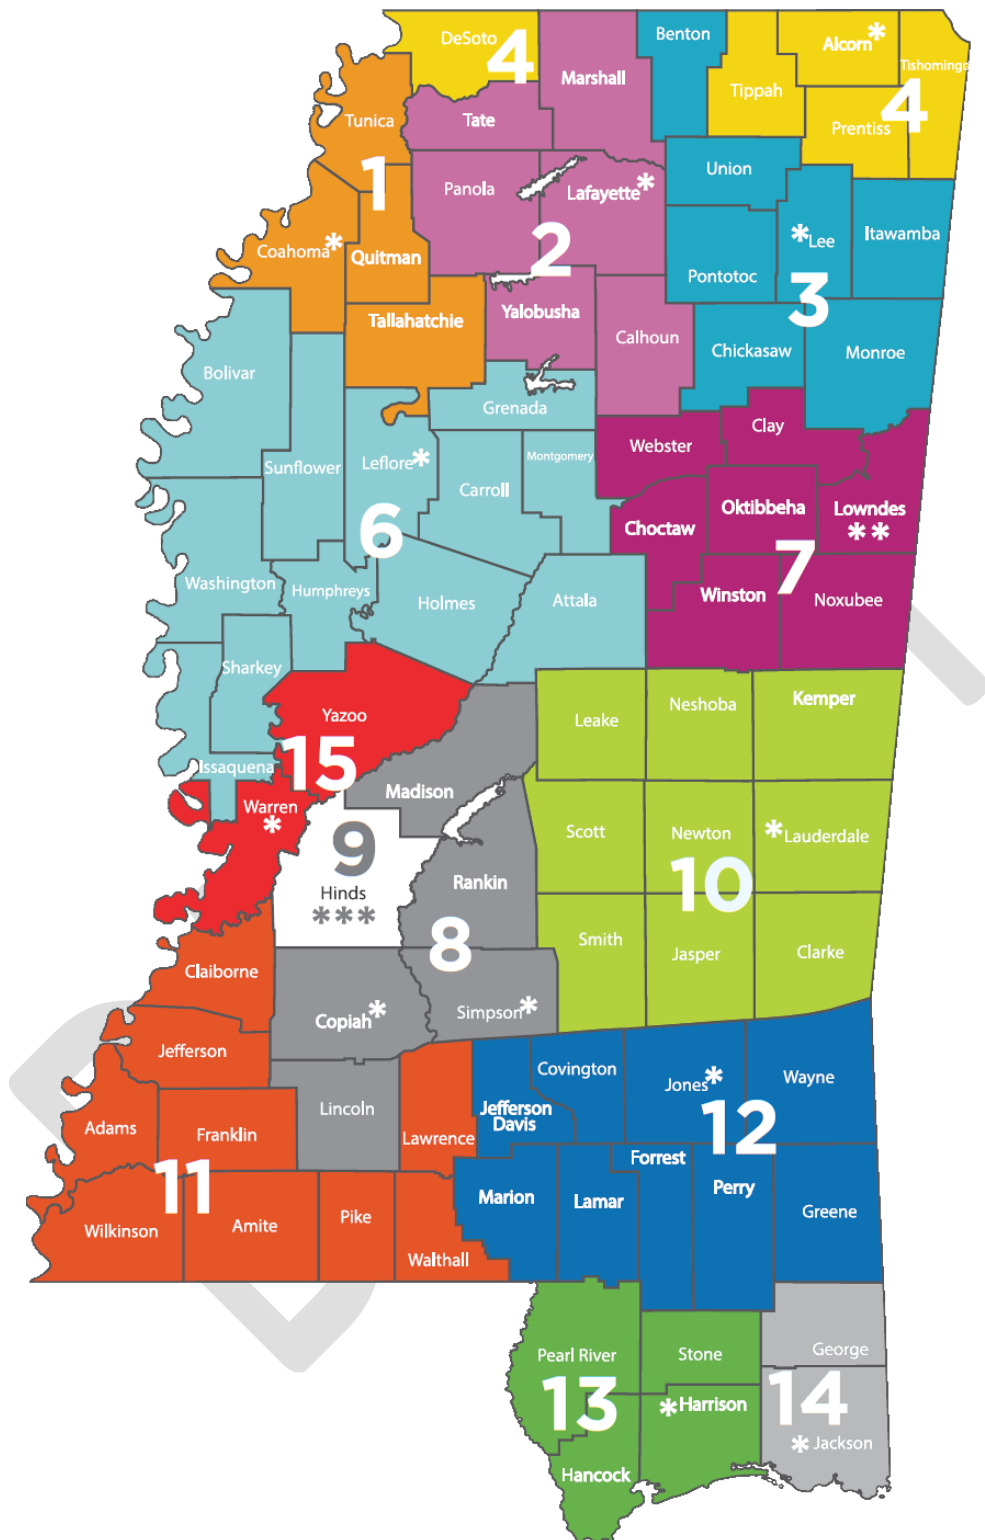 DeSoto
4
Marshall
Benton
Alcorn*
Tishomingo
Tippah
4
Prentiss
Tunica
Tate
1
Panola
Lafayette*
Union
Coahoma*
Quitman
2
Pontotoc
*Lee
Itawamba
3
Tallahatchie
Yalobusha
Calhoun
Chickasaw
Monroe
Bolivar
Grenada
Webster
Clay
Sunflower
Leflore*
Carroll
Montgomery
6
Choctaw
Oktibbeha
Lowndes
**
7
Washington
Humphreys
Holmes
Attala
Winston
Noxubee
Sharkey
Yazoo
15
Leake
Neshoba
Kemper
Issaquena
Warren
*
Madison
9
Hinds
***
Scott
Newton
*Lauderdale
10
Rankin
8
Smith
Jasper
Clarke
Claiborne
Copiah*
Simpson*
Jefferson
Lincoln
Covington
Jones*
Wayne
12
Adams
Franklin
Lawrence
Jefferson
Davis
11
Forrest
Marion
Lamar
Perry
Greene
Wilkinson
Amite
Pike
Walthall
Pearl River
13
Stone
George
14
*Harrison
*Jackson
Hancock